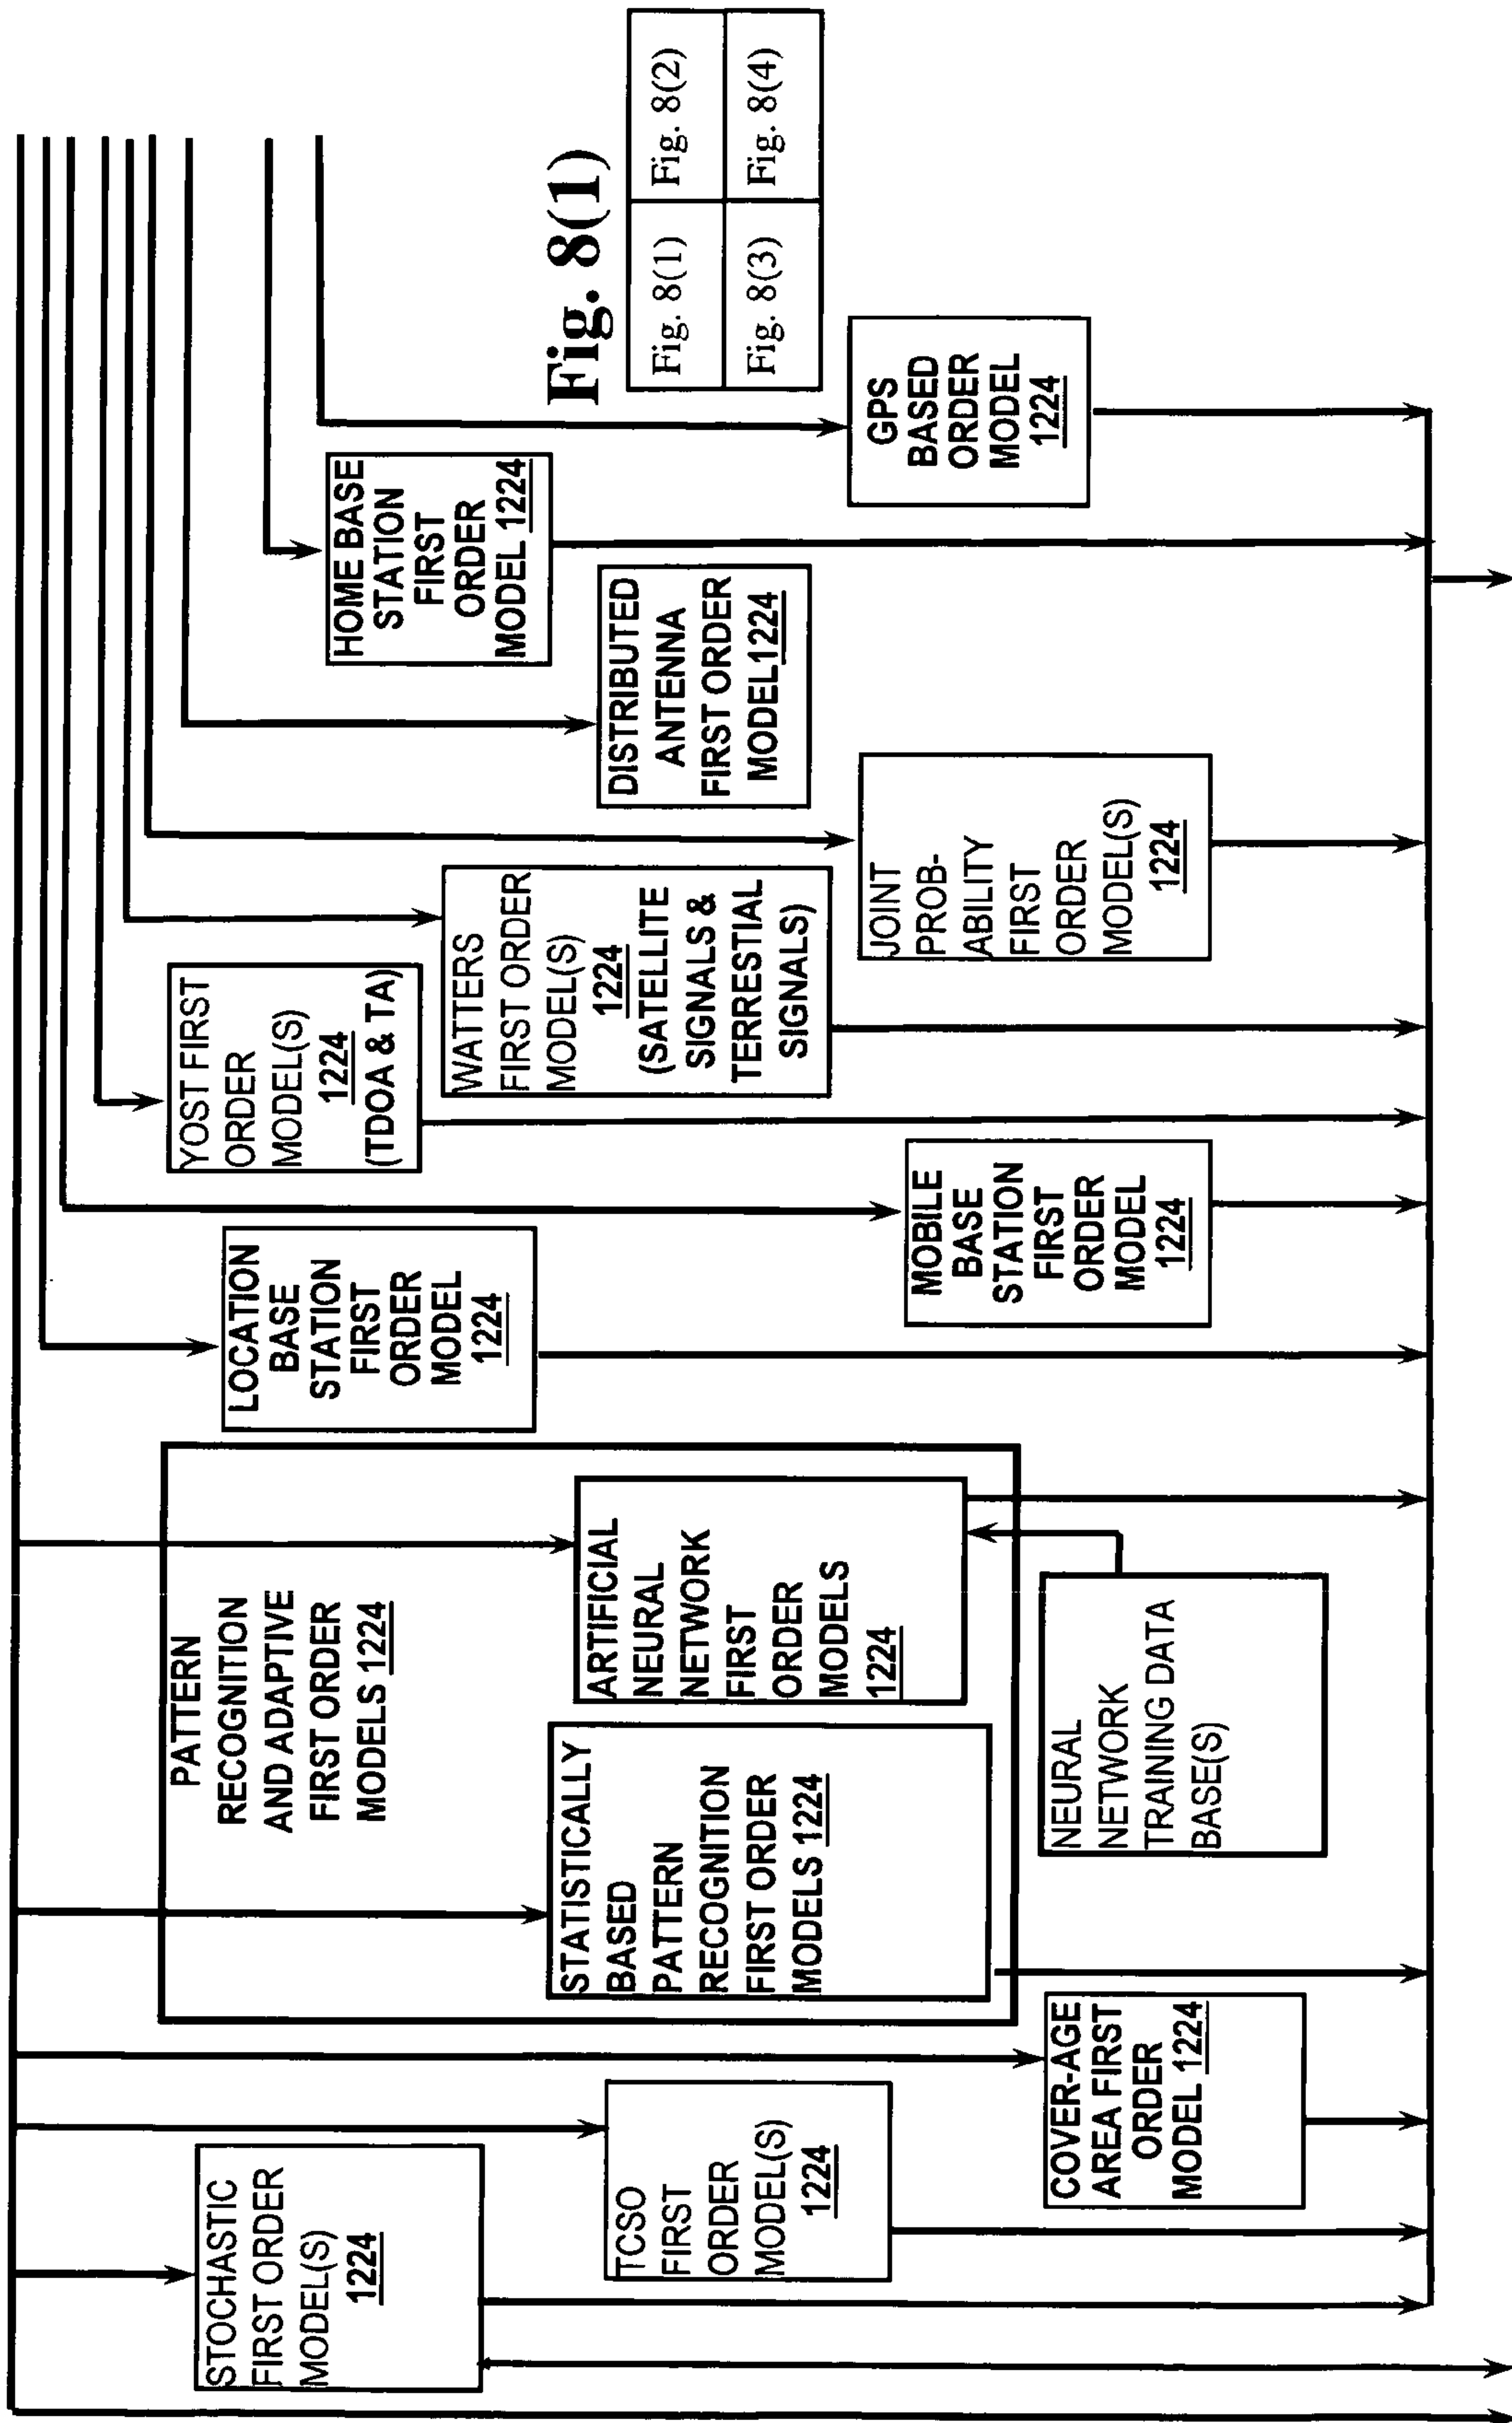 STOCHASTIC
FIRST ORDER
MODEL(S)
1224
TCSO
FIRST
ORDER
MODEL(S)
1224
COVER-AGE
AREA FIRST
ORDER
MODEL 1224
PATTERN
RECOGNITION
AND ADAPTIVE
FIRST ORDER
MODELS 1224
STATISTICALLY
BASED
PATTERN
RECOGNITION
FIRST ORDER
MODELS 1224
ARTIFICIAL
NEURAL
NETWORK
FIRST
ORDER
MODELS
1224
NEURAL
NETWORK
TRAINING DATA
BASE(S)
LOCATION
BASE
STATION
FIRST
ORDER
MODEL
1224
MOBILE
BASE
STATION
FIRST
ORDER
MODEL
1224
YOST FIRST
ORDER
MODEL(S)
1224
(TDOA & TA)
WATTERS
FIRST ORDER
MODEL(S)
1224
(SATELLITE
SIGNALS &
TERRESTIAL
SIGNALS)
JOINT
PROB-
ABILITY
FIRST
ORDER
MODEL(S)
1224
DISTRIBUTED
ANTENNA
FIRST ORDER
MODEL1224
HOME BASE
STATION
FIRST
ORDER
MODEL 1224
GPS
BASED
ORDER
MODEL
1224
Fig. 8(1)
Fig. 8(1) Fig. 8(2)
Fig. 8(3) Fig. 8(4)